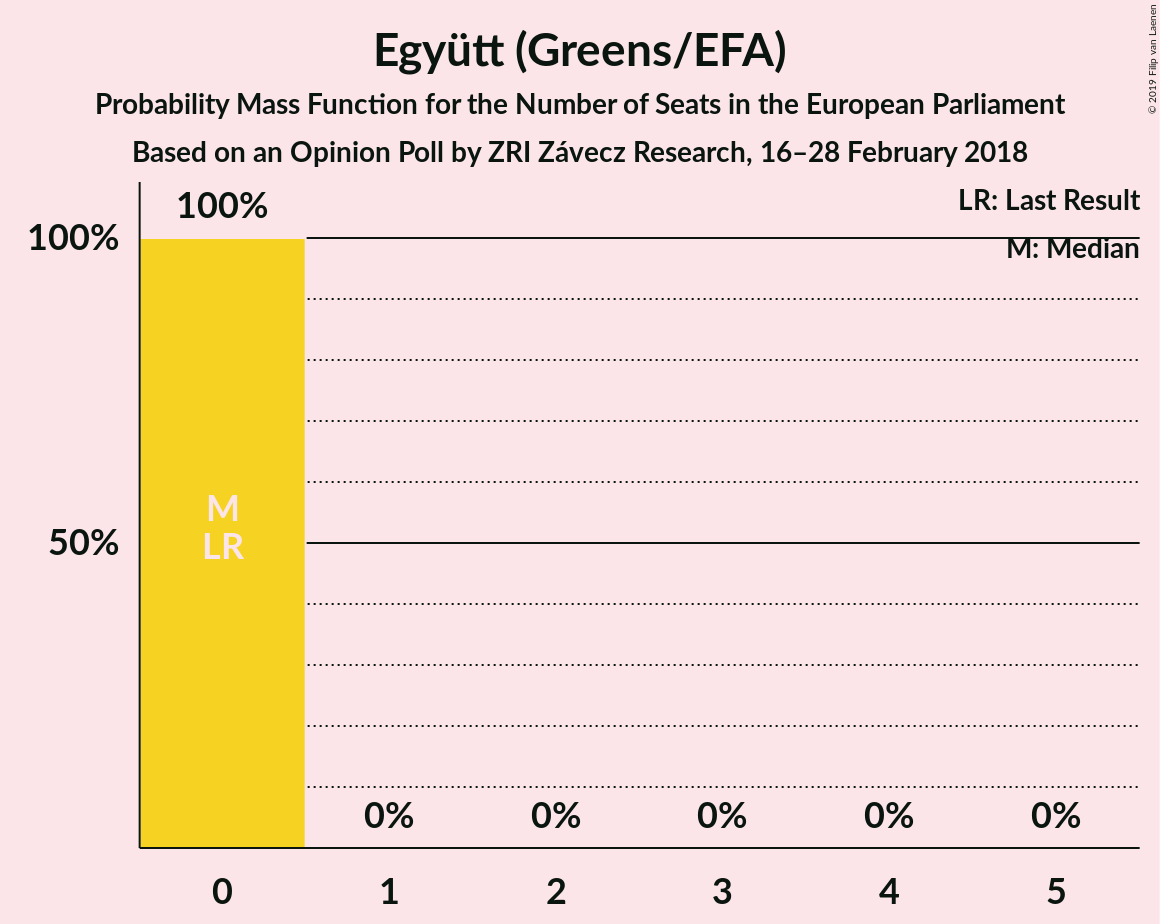 Együtt (Greens/EFA)
Probability Mass Function for the Number of Seats in the European Parliament
Based on an Opinion Poll by ZRI Závecz Research, 16–28 February 2018
© 2019 Filip van Laenen
LR: Last Result
M: Median
100%
100%
50%
M
LR
0% 0% 0% 0% 0%
0 1 2 3 4 5